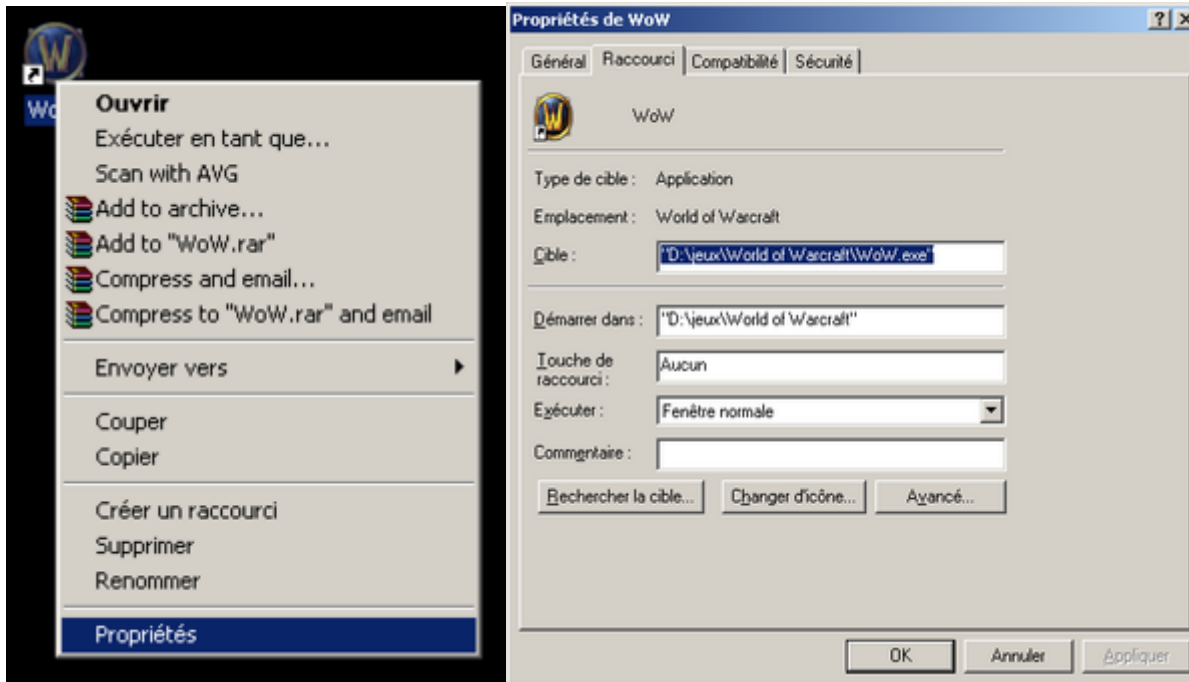 Wo
Ouvrir
Exécuter en tant que...
Scan with AVG
Add to archive...
Add to "WoW.rar"
Compress and email...
Compress to "WoW.rar" and email
Envoyer vers
Couper
Copier
Créer un raccourci
Supprimer
Renommer
Propriétés
Propriétés de WoW
Général Raccourci Compatibilité Sécurité
WoW
Type de cible : Application
Emplacement : World of Warcraft
Cible : "D:\jeux\World of Warcraft\WoW.exe"
Démarrer dans : "D:\jeux\World of Warcraft"
Touche de raccourci : Aucun
Exécuter : Fenêtre normale
Commentaire :
Rechercher la cible... Changer d'icône... Avancé...
OK Annuler Appliquer